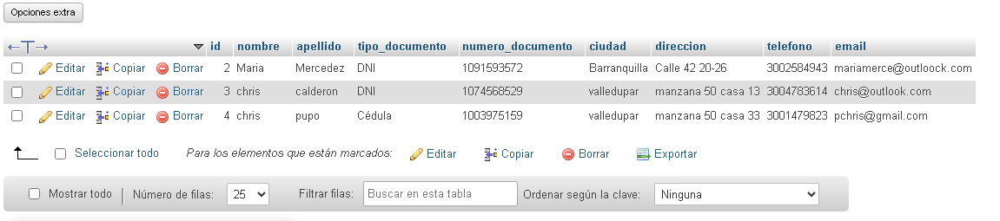 Opciones extra
id nombre apellido tipo_documento numero_documento ciudad direccion telefono email
Editar Copiar Borrar 2 Maria Mercedez DNI 1091593572 Barranquilla Calle 42 20-26 3002584943 mariamerce@outloock.com
Editar Copiar Borrar 3 chris calderon DNI 1074568529 valledupar manzana 50 casa 13 3004783614 chris@outlook.com
Editar Copiar Borrar 4 chris pupo Cédula 1003975159 valledupar manzana 50 casa 33 3001479823 pchris@gmail.com
Seleccionar todo Para los elementos que están marcados: Editar Copiar Borrar Exportar
Mostrar todo Número de filas: 25 Filtrar filas: Buscar en esta tabla Ordenar según la clave: Ninguna